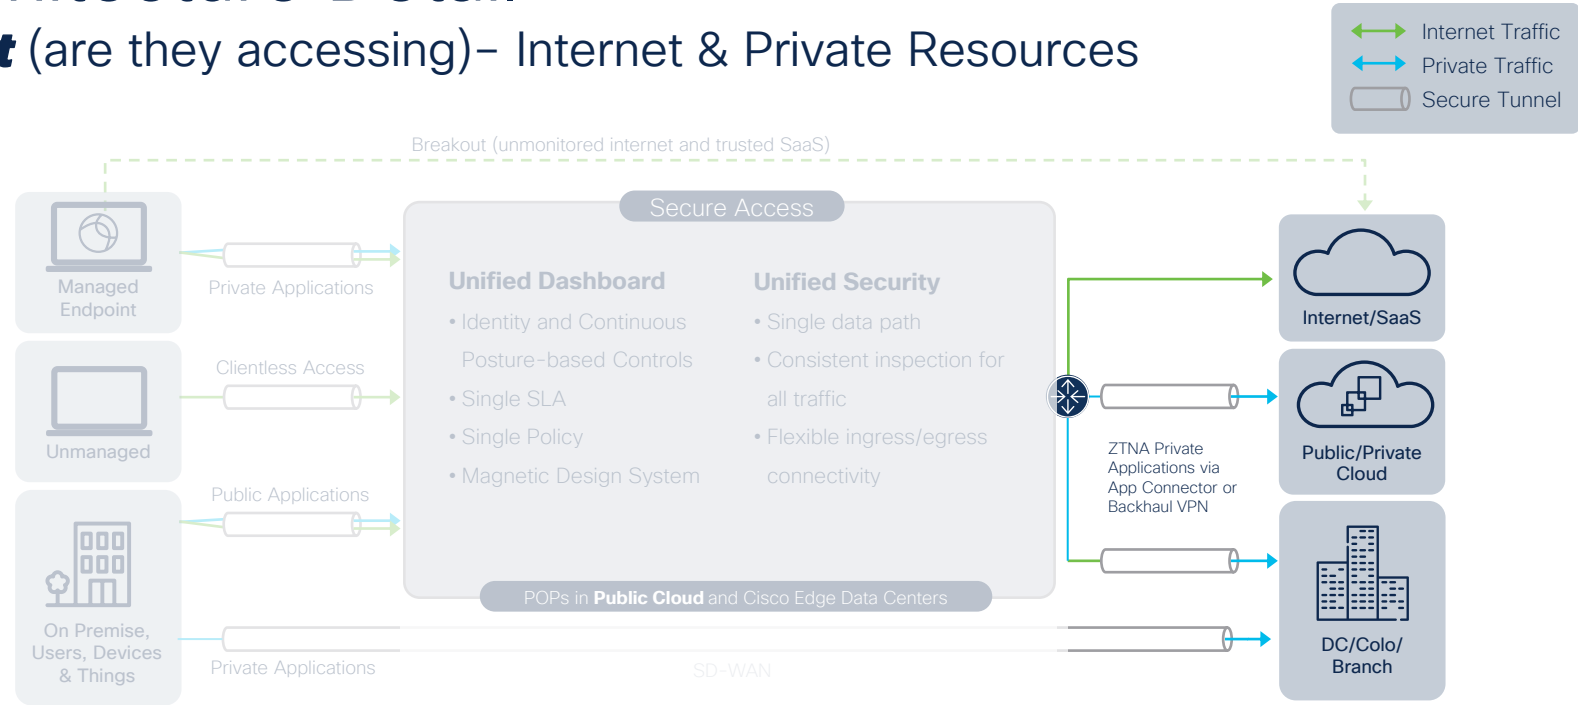 t (are they accessing)– Internet & Private Resources
Internet Traffic
Private Traffic
Secure Tunnel
Breakout (unmonitored internet and trusted SaaS)
Managed
Endpoint
Private Applications
Unmanaged
Clientless Access
Public Applications
On Premise,
Users, Devices
& Things
Private Applications
Secure Access
Unified Dashboard
• Identity and Continuous
Posture-based Controls
• Single SLA
• Single Policy
• Magnetic Design System
Unified Security
• Single data path
• Consistent inspection for
all traffic
• Flexible ingress/egress
connectivity
POPs in Public Cloud and Cisco Edge Data Centers
SD-WAN
ZTNA Private
Applications via
App Connector or
Backhaul VPN
Internet/SaaS
Public/Private
Cloud
DC/Colo/
Branch